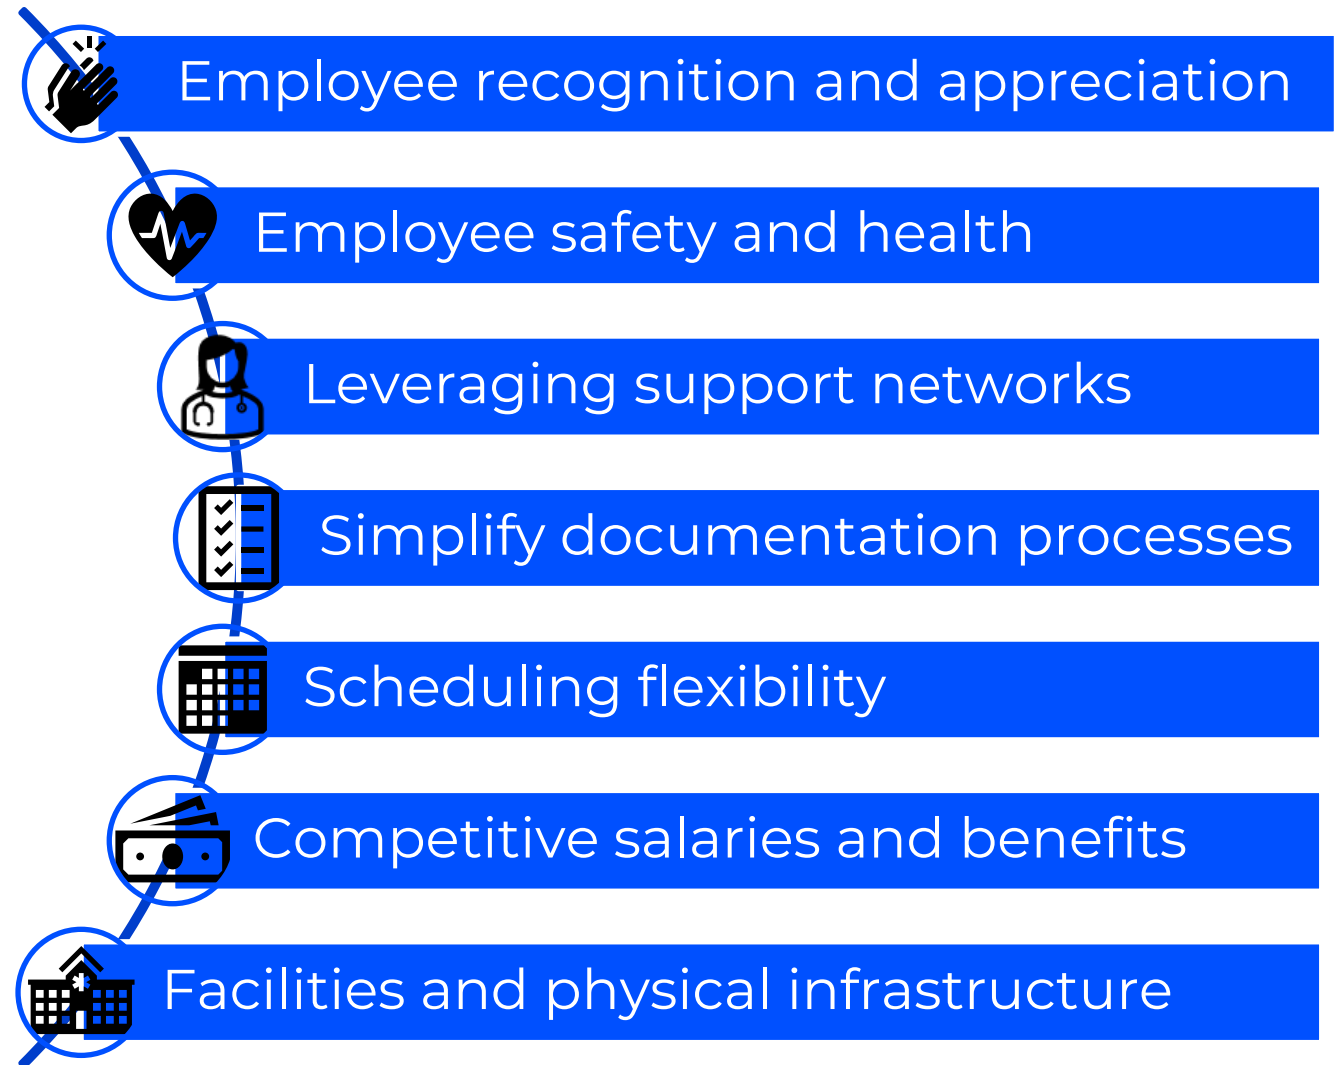 Employee recognition and appreciation
Employee safety and health
Leveraging support networks
Simplify documentation processes
Scheduling flexibility
Competitive salaries and benefits
Facilities and physical infrastructure